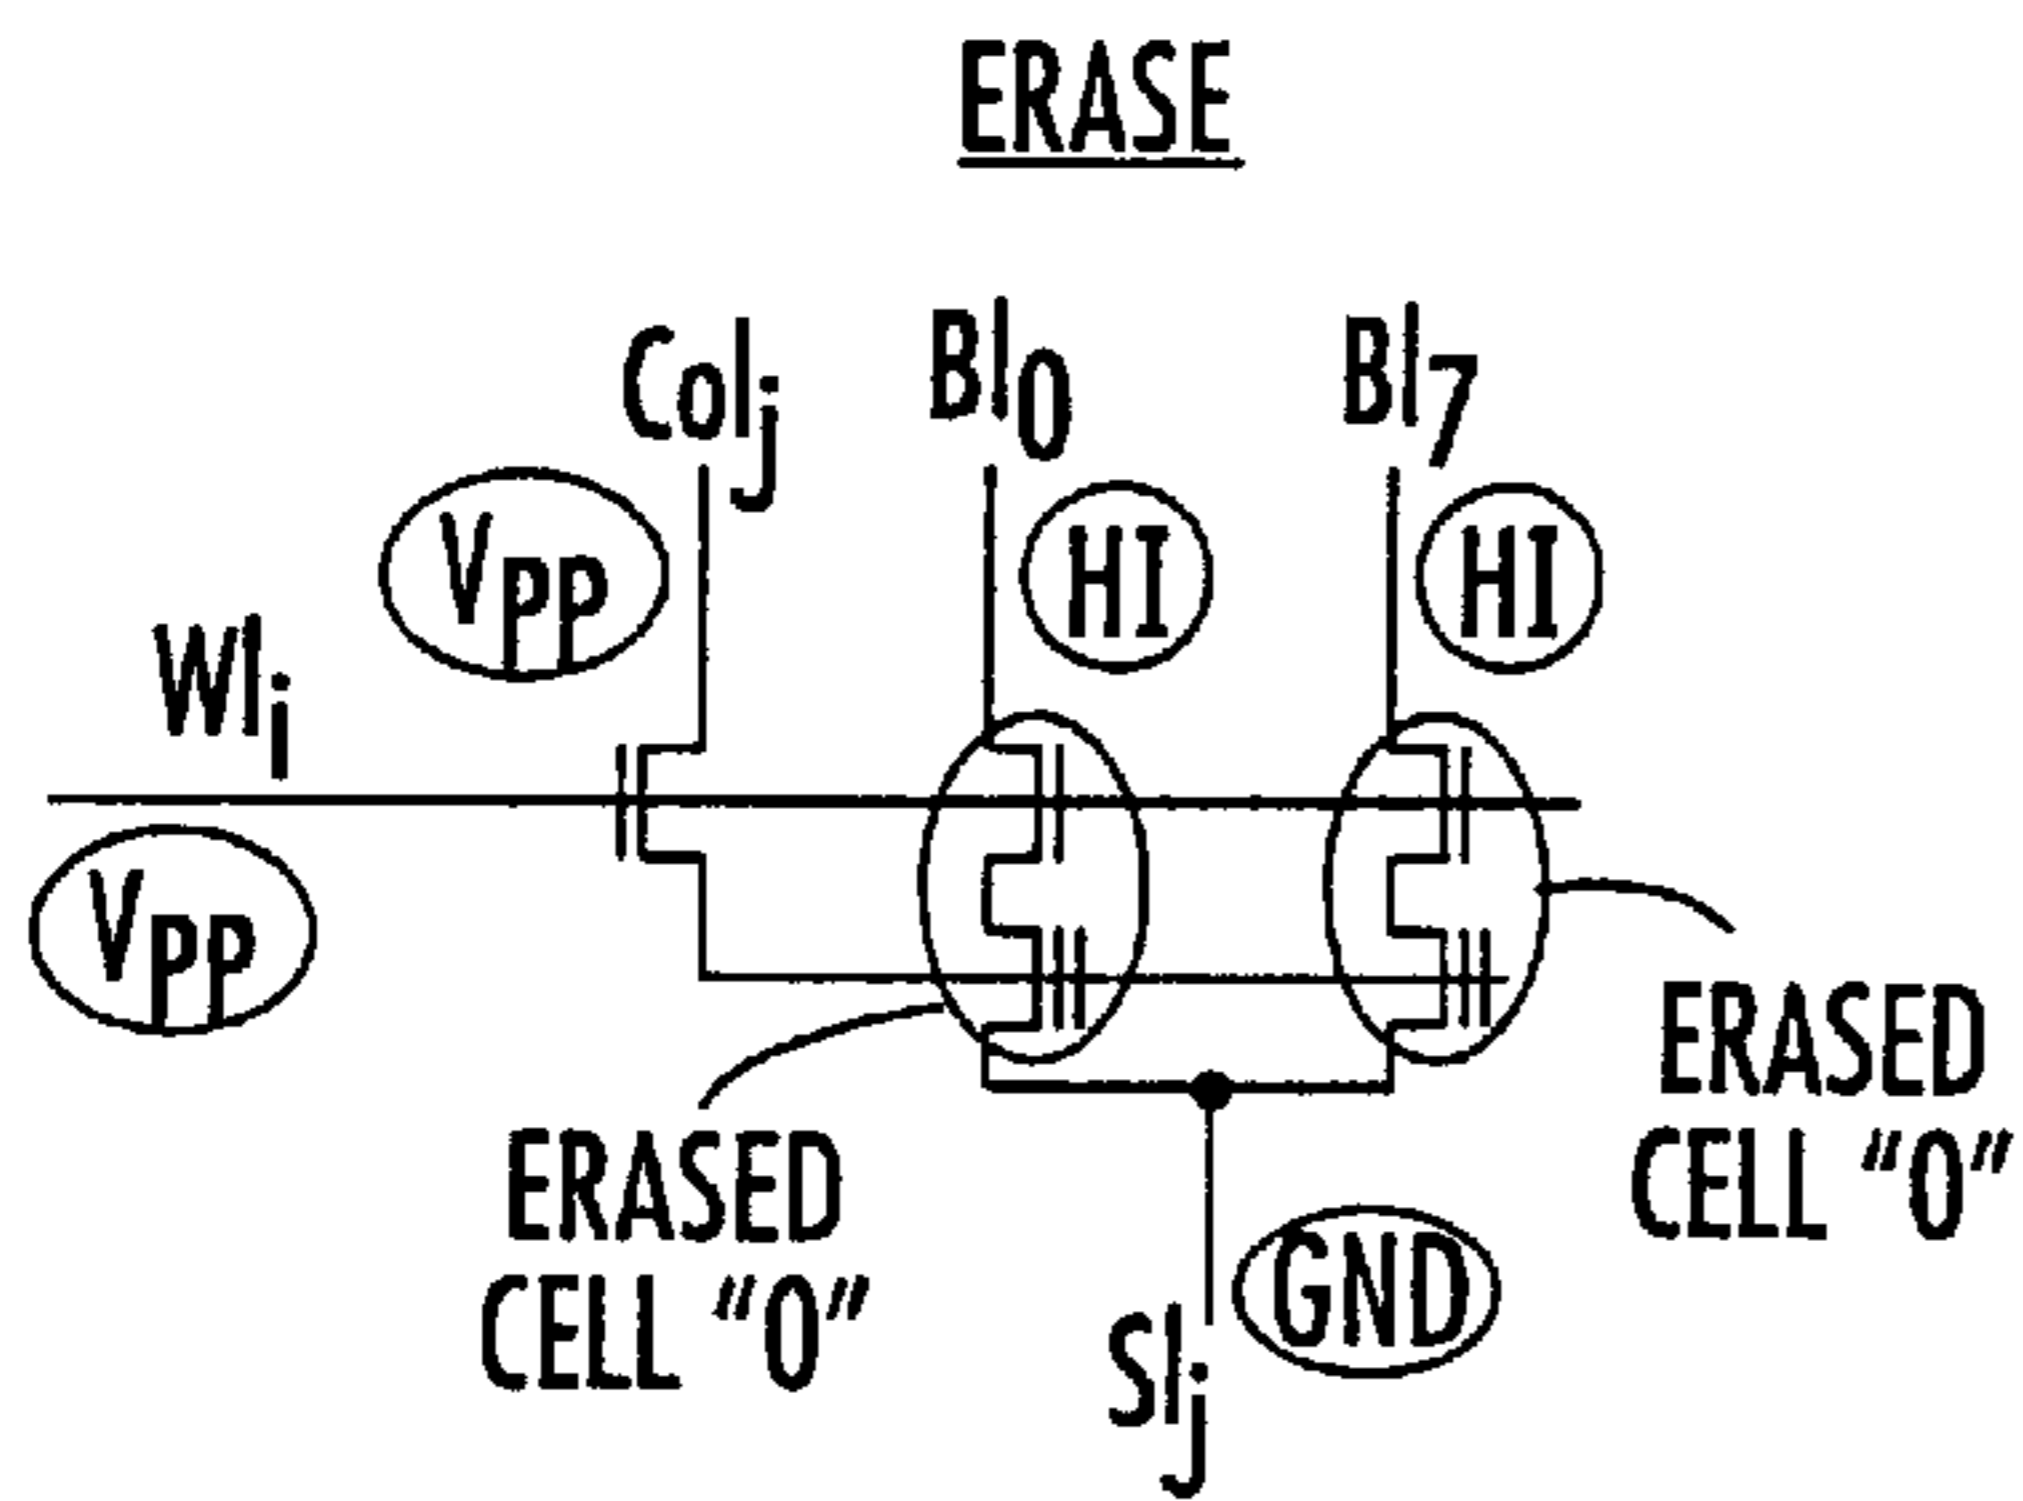 ERASE
Colj
Bl0
Bl7
VPP
HI
HI
Wli
VPP
ERASED
CELL "0"
ERASED
CELL "0"
GND
Slj